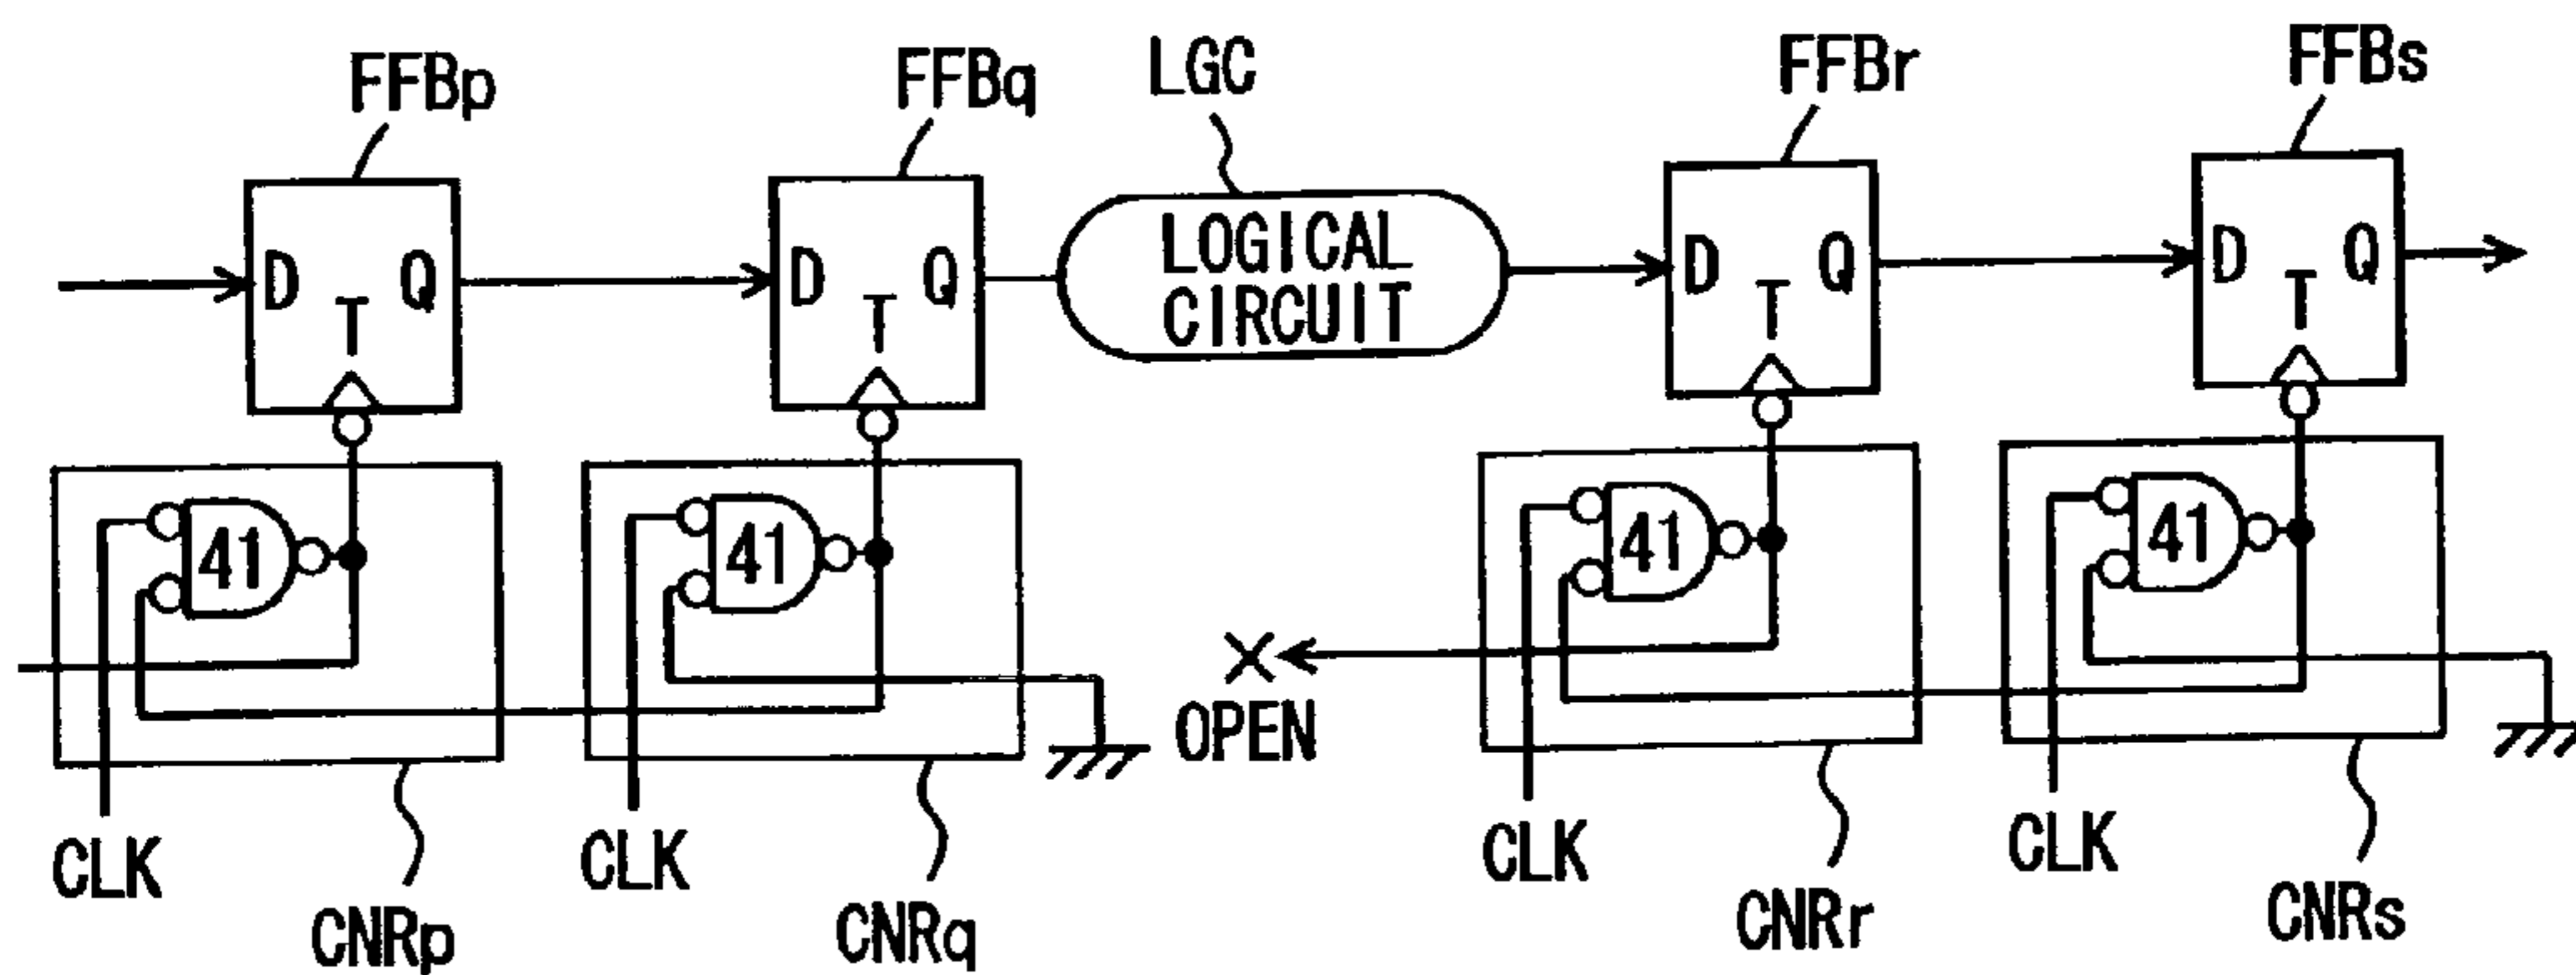 FFBp
FFBq
LGC
FFBr
FFBs
D Q
T
D Q
T
LOGICAL
CIRCUIT
D Q
T
D Q
T
41
41
41
41
OPEN
CLK
CLK
CLK
CLK
CNRp
CNRq
CNRr
CNRs